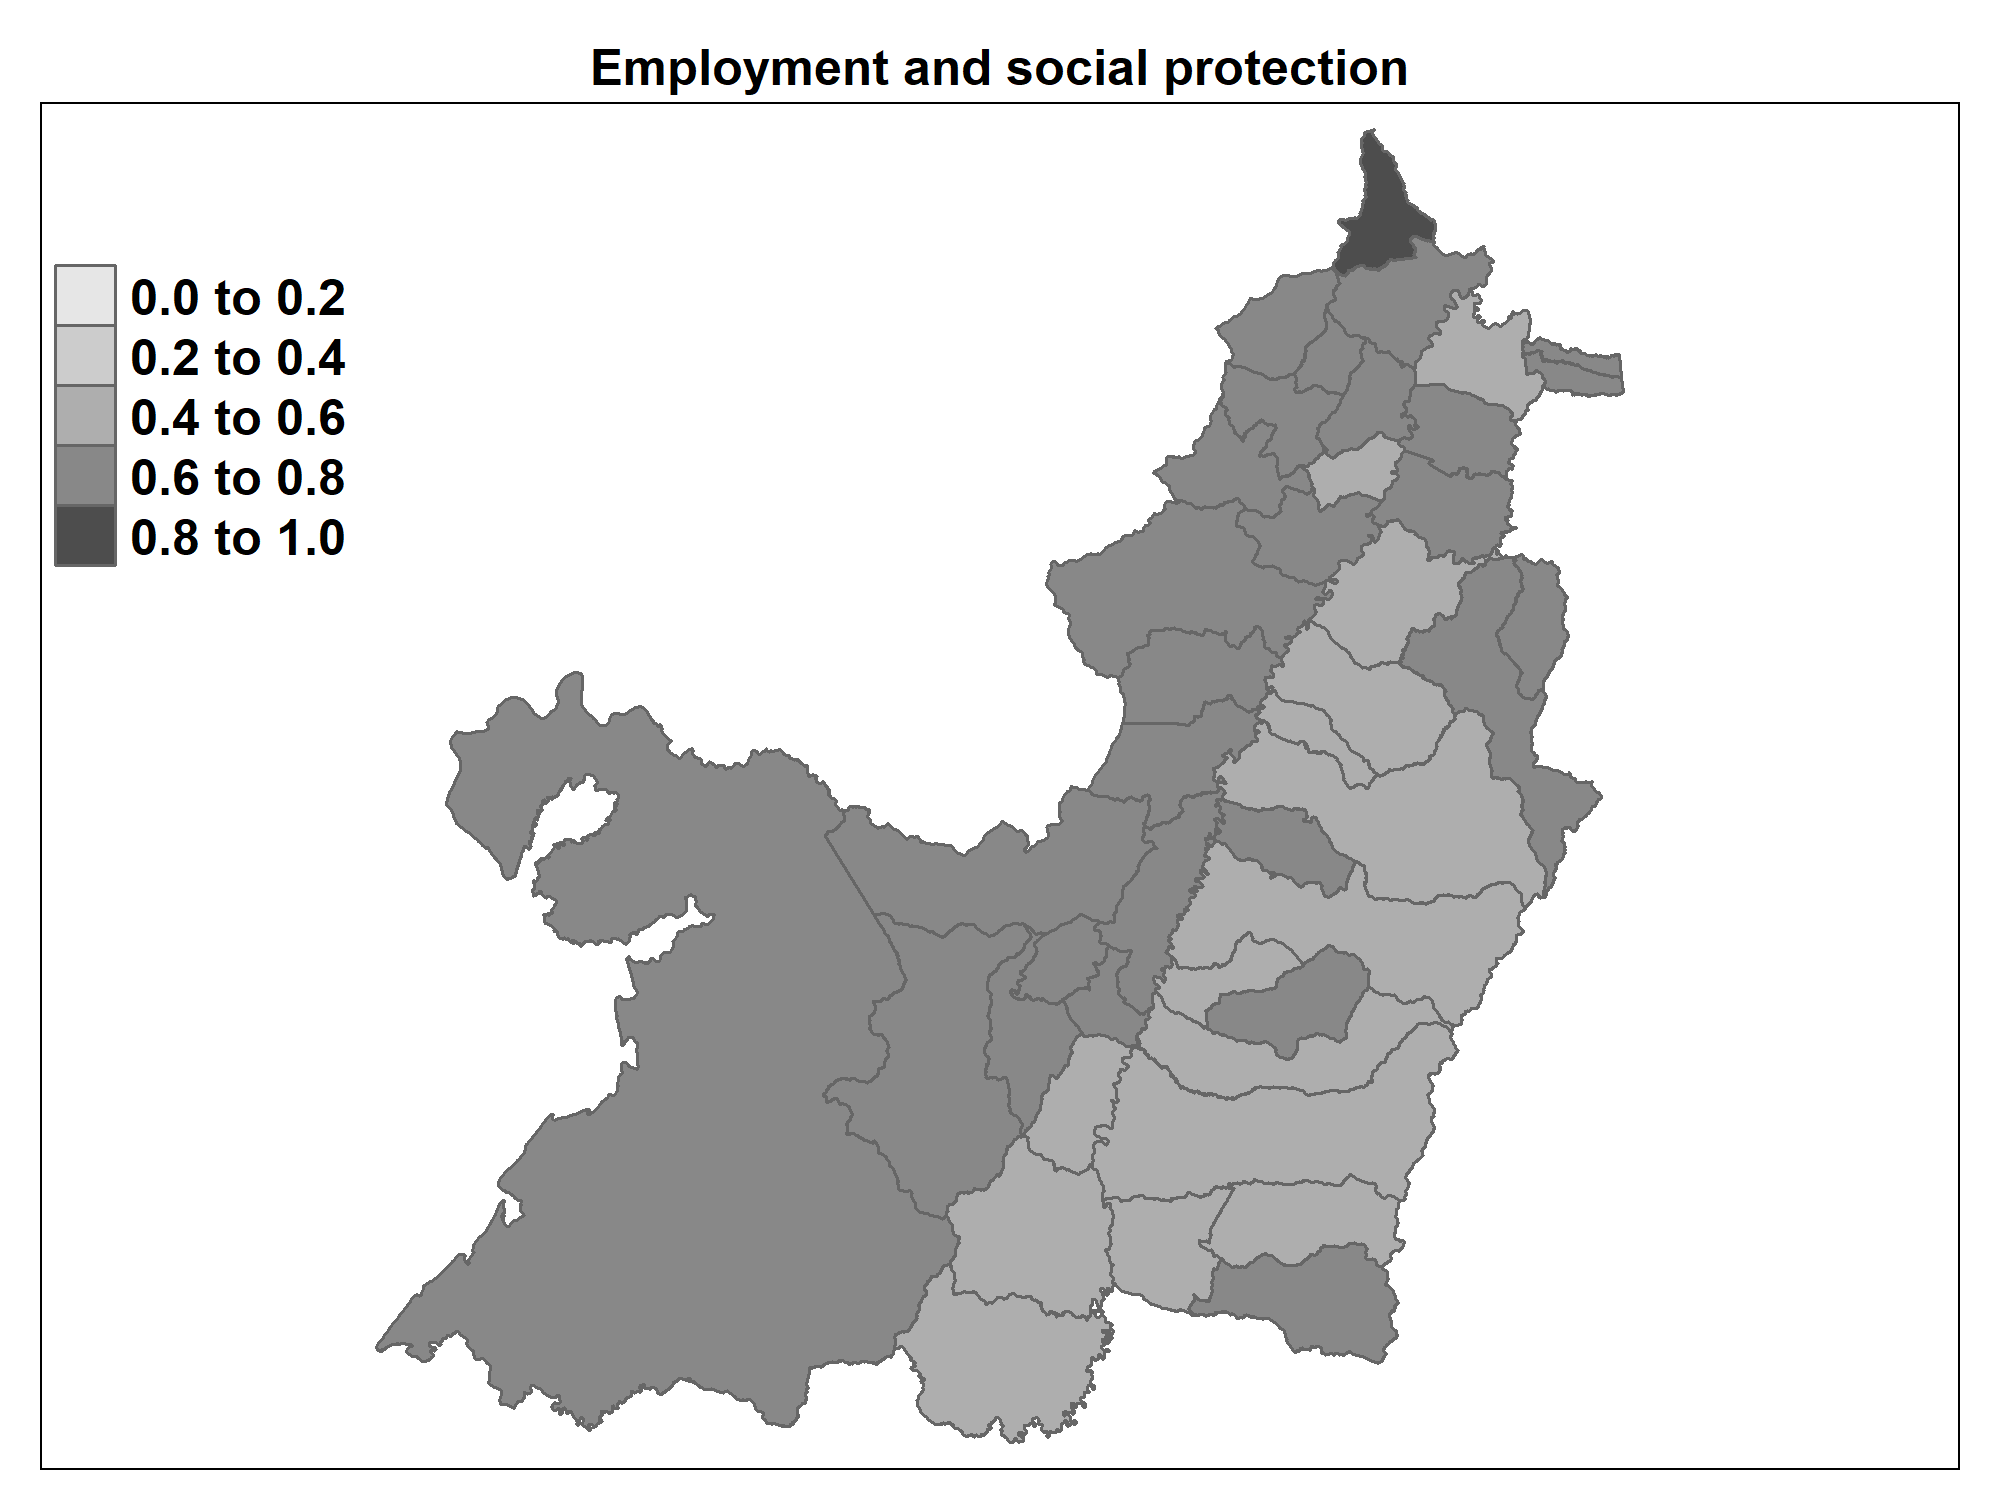 Employment and social protection
0.0 to 0.2
0.2 to 0.4
0.4 to 0.6
0.6 to 0.8
0.8 to 1.0